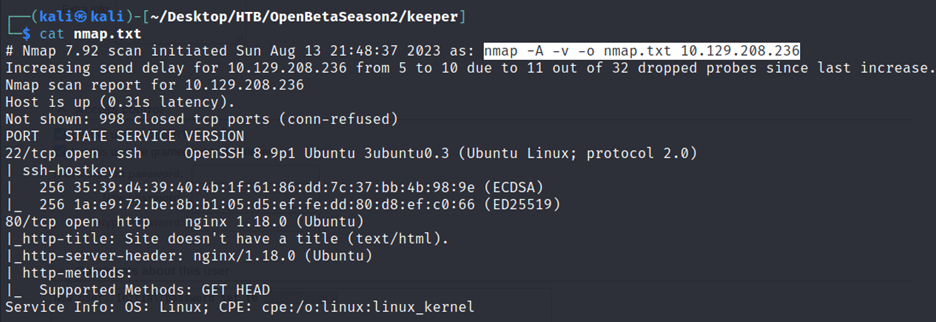 ┌──(kali㉿kali)-[~/Desktop/HTB/OpenBetaSeason2/keeper]
└─$ cat nmap.txt
# Nmap 7.92 scan initiated Sun Aug 13 21:48:37 2023 as: nmap -A -v -o nmap.txt 10.129.208.236
Increasing send delay for 10.129.208.236 from 5 to 10 due to 11 out of 32 dropped probes since last increase.
Nmap scan report for 10.129.208.236
Host is up (0.31s latency).
Not shown: 998 closed tcp ports (conn-refused)
PORT   STATE SERVICE VERSION
22/tcp open  ssh     OpenSSH 8.9p1 Ubuntu 3ubuntu0.3 (Ubuntu Linux; protocol 2.0)
| ssh-hostkey:
|   256 35:39:d4:39:40:4b:1f:61:86:dd:7c:37:bb:4b:98:9e (ECDSA)
|_  256 1a:e9:72:be:8b:b1:05:d5:ef:fe:dd:80:d8:ef:c0:66 (ED25519)
80/tcp open  http    nginx 1.18.0 (Ubuntu)
|_http-title: Site doesn't have a title (text/html).
|_http-server-header: nginx/1.18.0 (Ubuntu)
| http-methods:
|_  Supported Methods: GET HEAD
Service Info: OS: Linux; CPE: cpe:/o:linux:linux_kernel